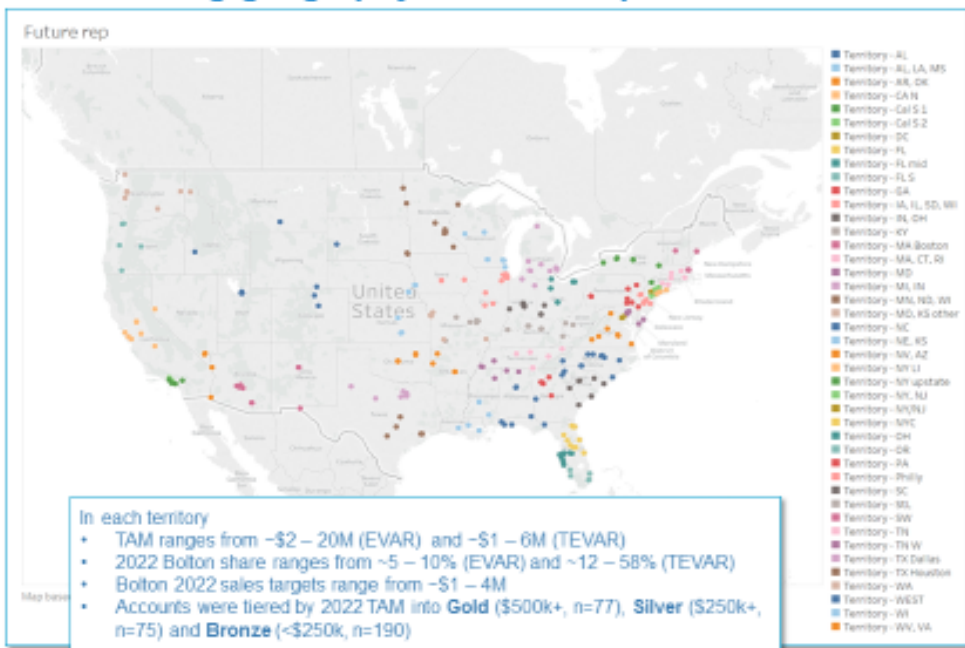 Future rep
United
States
Territory - AL
Territory - AL, LA, MS
Territory - AR, OK
Territory - CA N
Territory - Cal S 1
Territory - Cal S 2
Territory - DC
Territory - FL
Territory - FL mid
Territory - FL S
Territory - GA
Territory - IA, IL, SD, WI
Territory - IN, OH
Territory - KY
Territory - MA Boston
Territory - MA, CT, RI
Territory - MD
Territory - MI, IN
Territory - MN, ND, WI
Territory - MO, KS other
Territory - NC
Territory - NE, KS
Territory - NV, AZ
Territory - NY LI
Territory - NY upstate
Territory - NY, NJ
Territory - NY/NJ
Territory - NYC
Territory - OH
Territory - OR
Territory - PA
Territory - Philly
Territory - SC
Territory - StL
Territory - SW
Territory - TN
Territory - TN W
Territory - TX Dallas
Territory - TX Houston
Territory - WA
Territory - WEST
Territory - WI
Territory - WV, VA
In each territory
• TAM ranges from ~$2 – 20M (EVAR) and ~$1 – 6M (TEVAR)
• 2022 Bolton share ranges from ~5 – 10% (EVAR) and ~12 – 58% (TEVAR)
• Bolton 2022 sales targets range from ~$1 – 4M
• Accounts were tiered by 2022 TAM into Gold ($500k+, n=77), Silver ($250k+,
n=75) and Bronze (<$250k, n=190)
Map base